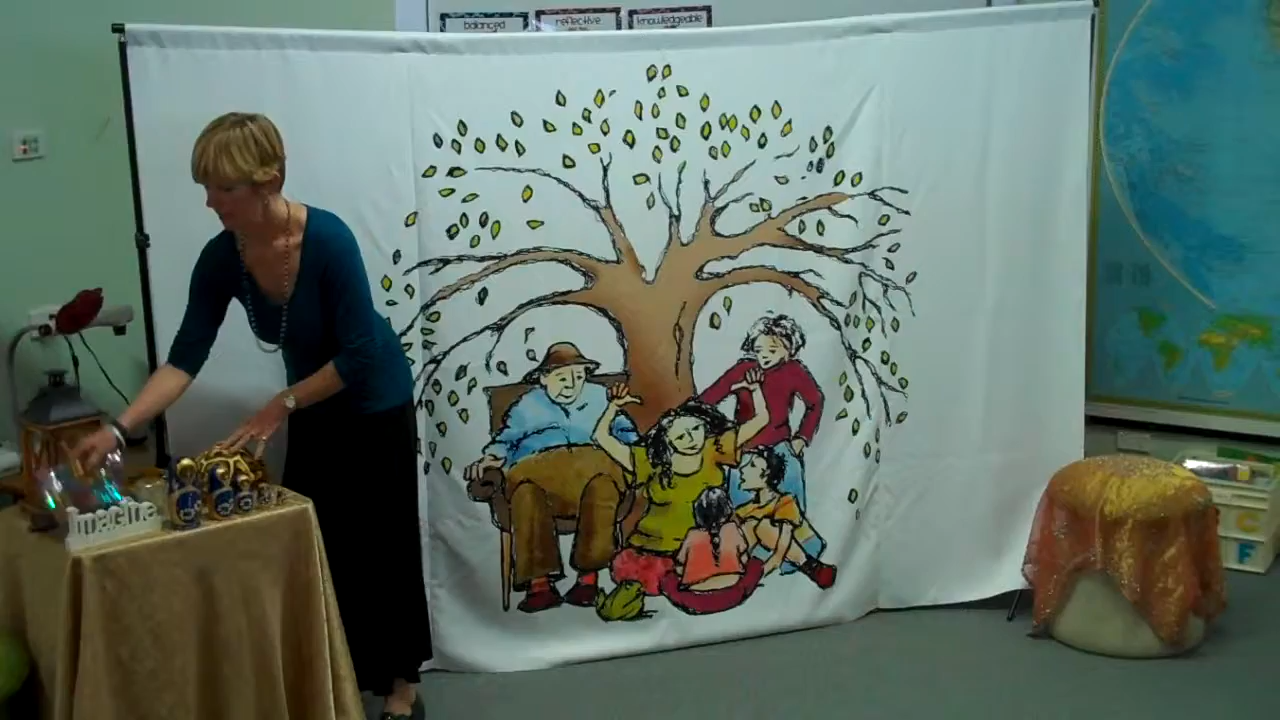 balanced
reflective
knowledgeable
imagine
C
F